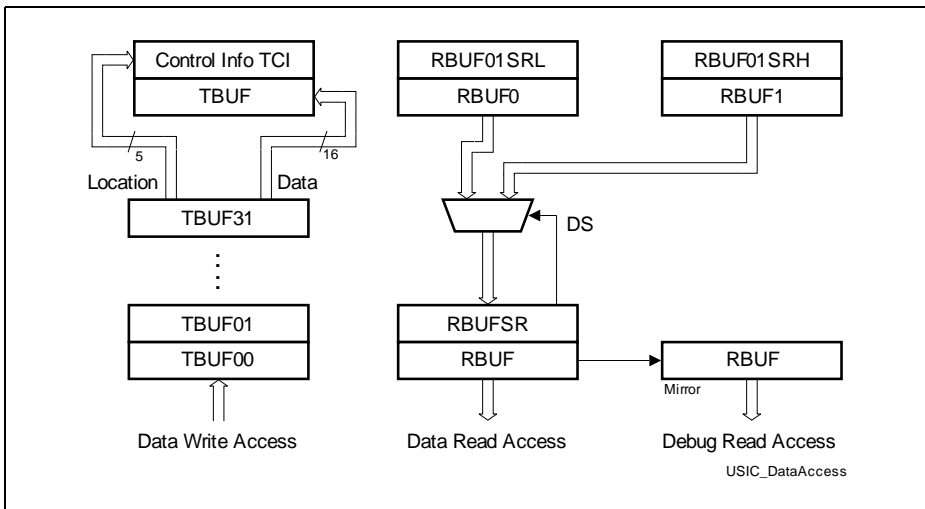 Control Info TCI
TBUF
5
16
Location
Data
TBUF31
TBUF01
TBUF00
Data Write Access
RBUF01SRL
RBUF0
RBUF01SRH
RBUF1
DS
RBUFSR
RBUF
Data Read Access
RBUF
Mirror
Debug Read Access
USIC_DataAccess